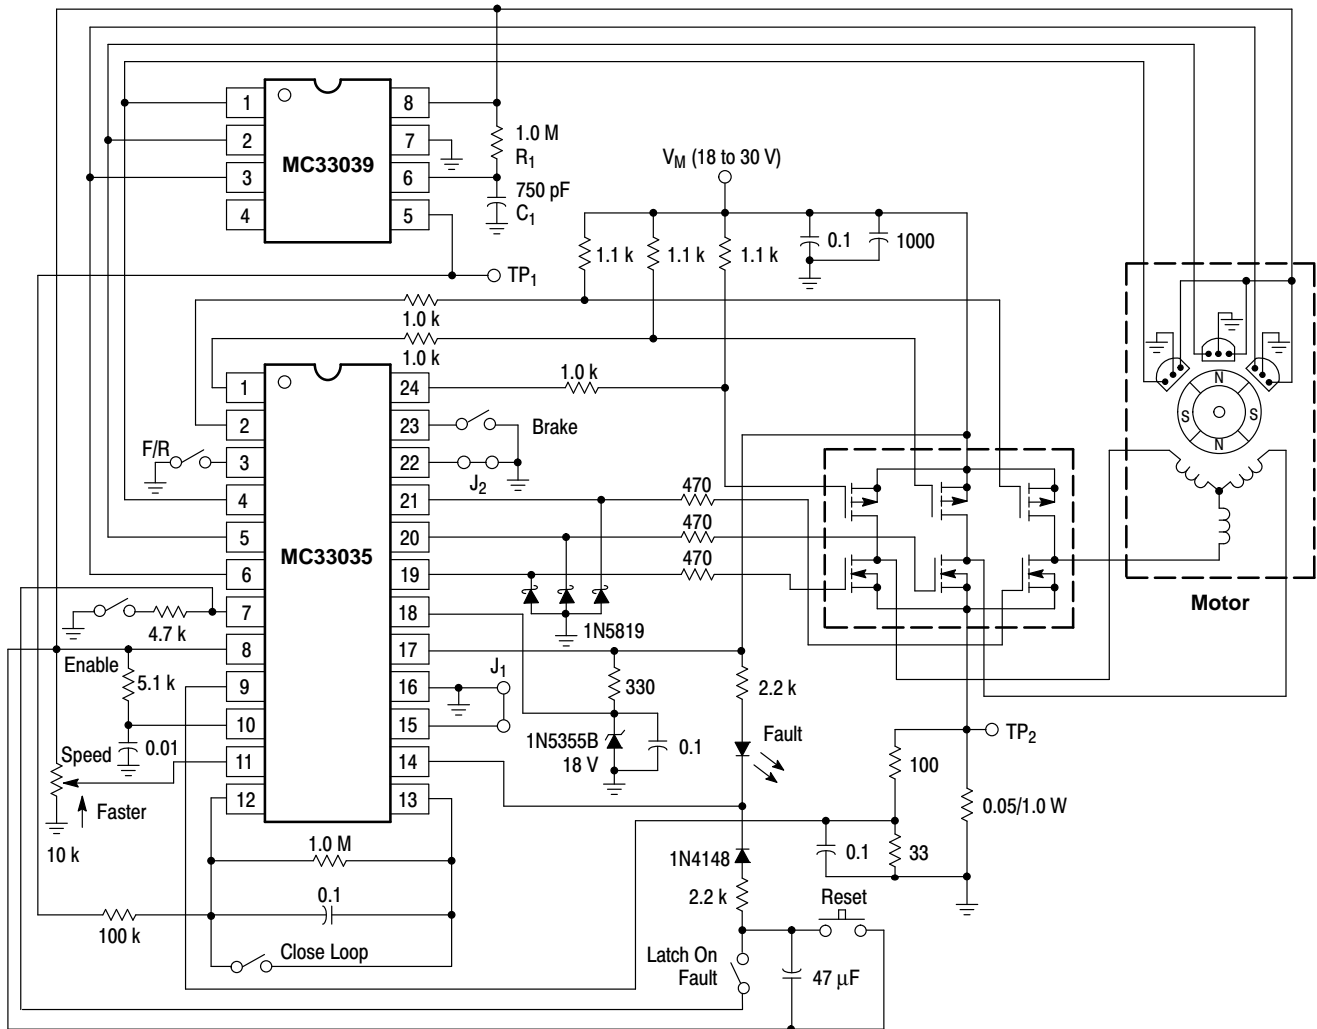 1
2
3
4
MC33039
8
7
6
5
1.0 M
R1
750 pF
C1
TP1
VM (18 to 30 V)
1.1 k
1.1 k
1.1 k
0.1
1000
1.0 k
1.0 k
1.0 k
N
S
S
N
Motor
1
2
3
4
5
6
7
8
9
10
11
12
MC33035
24
23
22
21
20
19
18
17
16
15
14
13
F/R
Brake
J2
470
470
470
1N5819
4.7 k
Enable
5.1 k
0.01
Speed
Faster
10 k
J1
330
1N5355B
18 V
0.1
2.2 k
Fault
TP2
100
0.05/1.0 W
0.1
33
1.0 M
0.1
100 k
Close Loop
1N4148
2.2 k
Reset
Latch On
Fault
47 µF